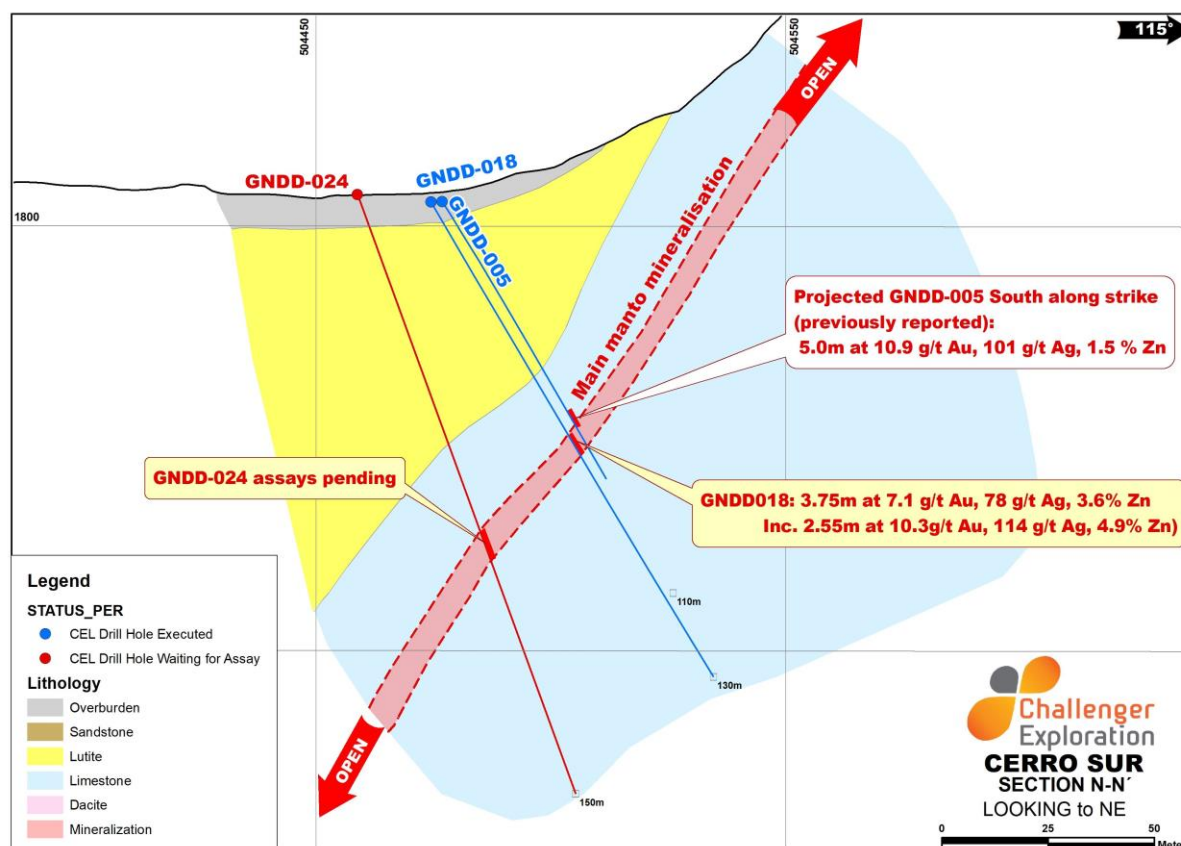 504450
504550
115°
OPEN
GNDD-024
GNDD-018
GNDD-005
1800
Main manto mineralisation
Projected GNDD-005 South along strike
(previously reported):
5.0m at 10.9 g/t Au, 101 g/t Ag, 1.5 % Zn
GNDD-024 assays pending
GNDD018: 3.75m at 7.1 g/t Au, 78 g/t Ag, 3.6% Zn
Inc. 2.55m at 10.3g/t Au, 114 g/t Ag, 4.9% Zn)
110m
130m
150m
OPEN
Legend
STATUS_PER
CEL Drill Hole Executed
CEL Drill Hole Waiting for Assay
Lithology
Overburden
Sandstone
Lutite
Limestone
Dacite
Mineralization
Challenger
Exploration
CERRO SUR
SECTION N-N´
LOOKING to NE
0 25 50
Mete